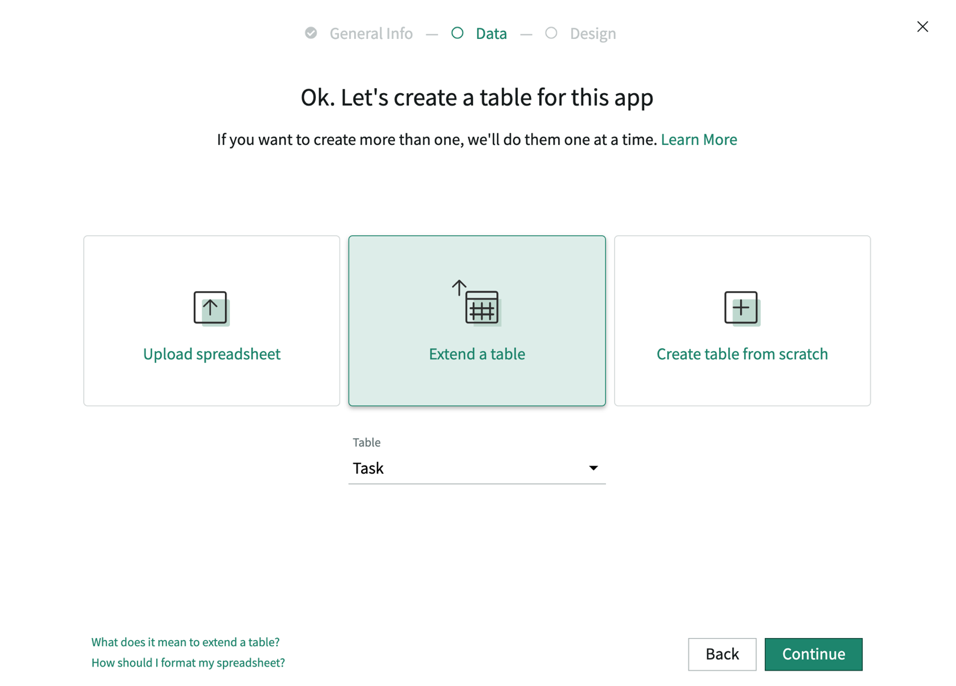 General Info — Data — Design
Ok. Let's create a table for this app
If you want to create more than one, we'll do them one at a time. Learn More
Upload spreadsheet
Extend a table
Create table from scratch
Table
Task
What does it mean to extend a table?
How should I format my spreadsheet?
Back
Continue